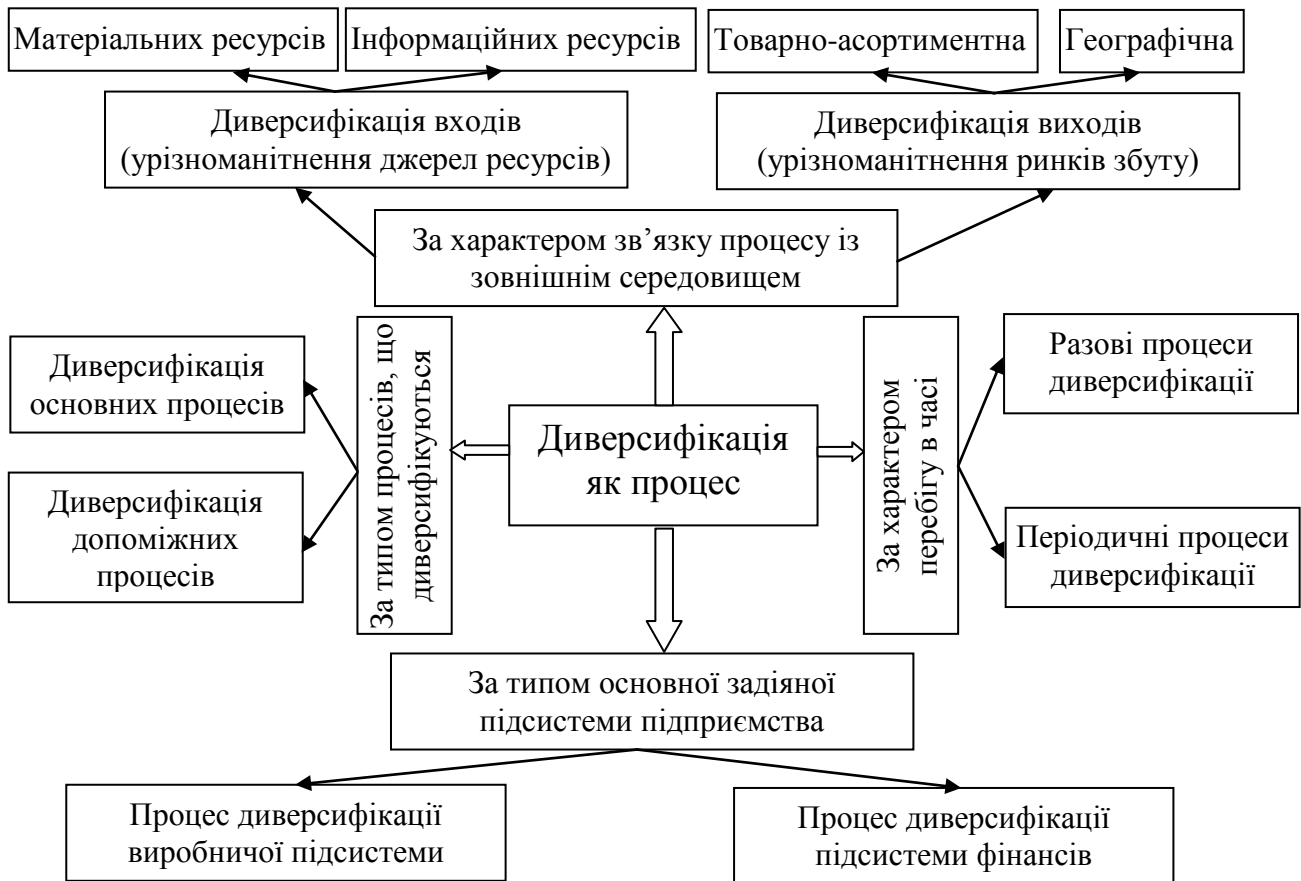 Матеріальних ресурсів
Інформаційних ресурсів
Товарно-асортиментна
Географічна
Диверсифікація входів
(урізноманітнення джерел ресурсів)
Диверсифікація виходів
(урізноманітнення ринків збуту)
За характером зв’язку процесу із
зовнішнім середовищем
Диверсифікація
основних процесів
Диверсифікація
допоміжних
процесів
За типом процесів, що
диверсифікуються
Диверсифікація
як процес
За характером
перебігу в часі
Разові процеси
диверсифікації
Періодичні процеси
диверсифікації
За типом основної задіяної
підсистеми підприємства
Процес диверсифікації
виробничої підсистеми
Процес диверсифікації
підсистеми фінансів